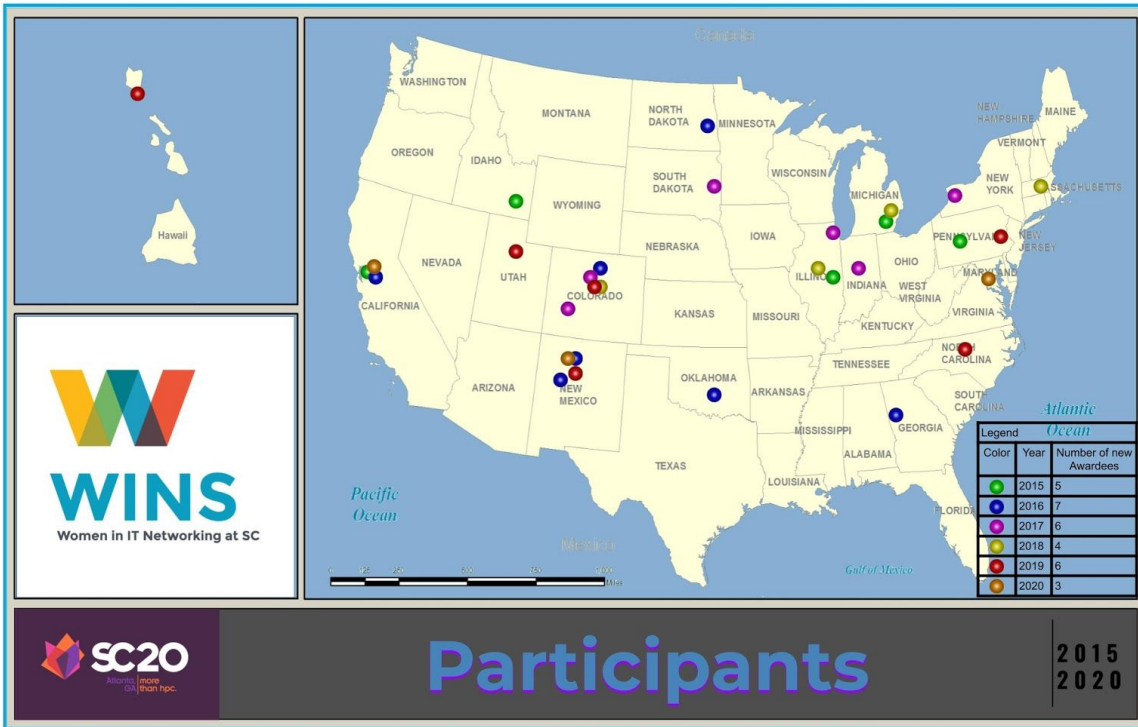 Hawaii
WINS
Women in IT Networking at SC
Canada
WASHINGTON
MONTANA
NORTH
DAKOTA
MINNESOTA
NEW
HAMPSHIRE
MAINE
VERMONT
OREGON
IDAHO
SOUTH
DAKOTA
WISCONSIN
MICHIGAN
NEW
YORK
ASSACHUSETTS
WYOMING
IOWA
NEBRASKA
PENNSYLVAN
NEW
JERSEY
NEVADA
UTAH
ILLINO
INDIANA
OHIO
MARYLAND
CALIFORNIA
COLORADO
KANSAS
MISSOURI
WEST
VIRGINIA
VIRGINIA
KENTUCKY
ARIZONA
NEW
MEXICO
OKLAHOMA
ARKANSAS
TENNESSEE
NORTH
CAROLINA
SOUTH
CAROLINA
TEXAS
LOUISIANA
MISSISSIPPI
ALABAMA
GEORGIA
FLORIDA
Pacific
Ocean
Atlantic
Ocean
Mexico
Gulf of Mexico
Miles
Legend
Color Year Number of new
Awardees
2015 5
2016 7
2017 6
2018 4
2019 6
2020 3
SC20
Atlanta, more
GA than hpc.
Participants
2015
2020